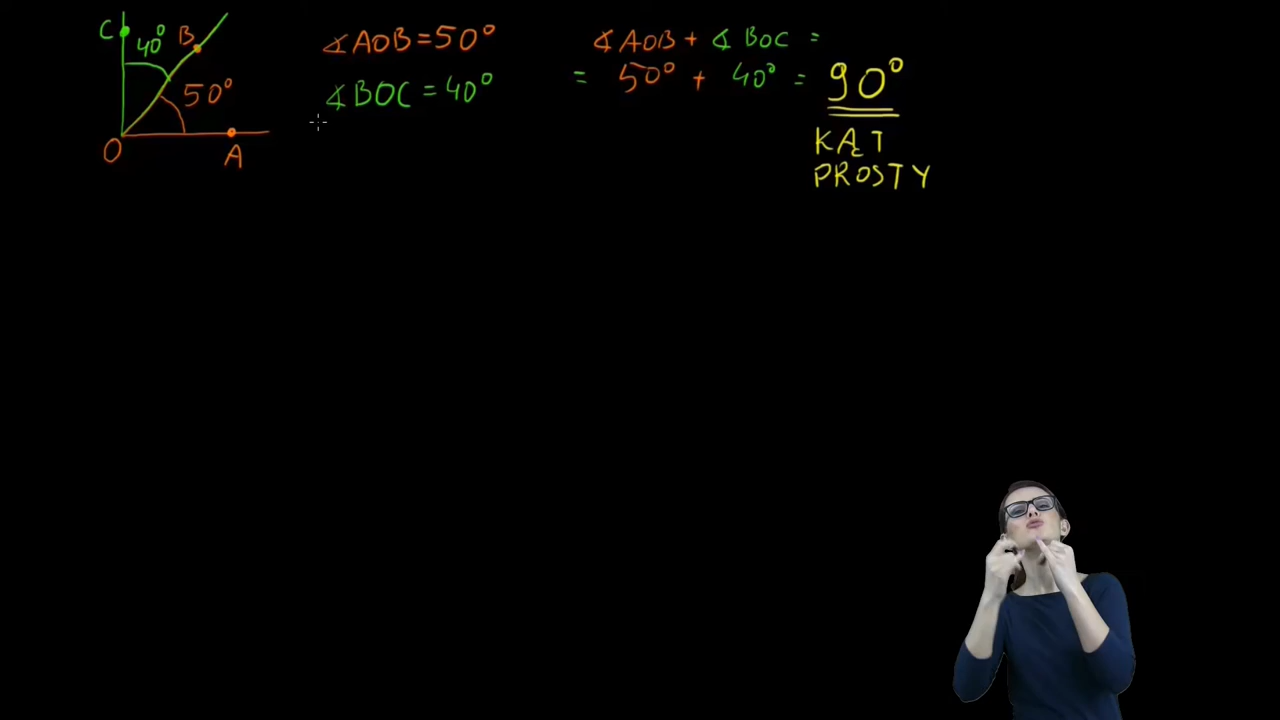 C 40° B
50°
O A
∢AOB = 50°
∢BOC = 40°
∢AOB + ∢BOC =
= 50° + 40° = 90°
KĄT
PROSTY